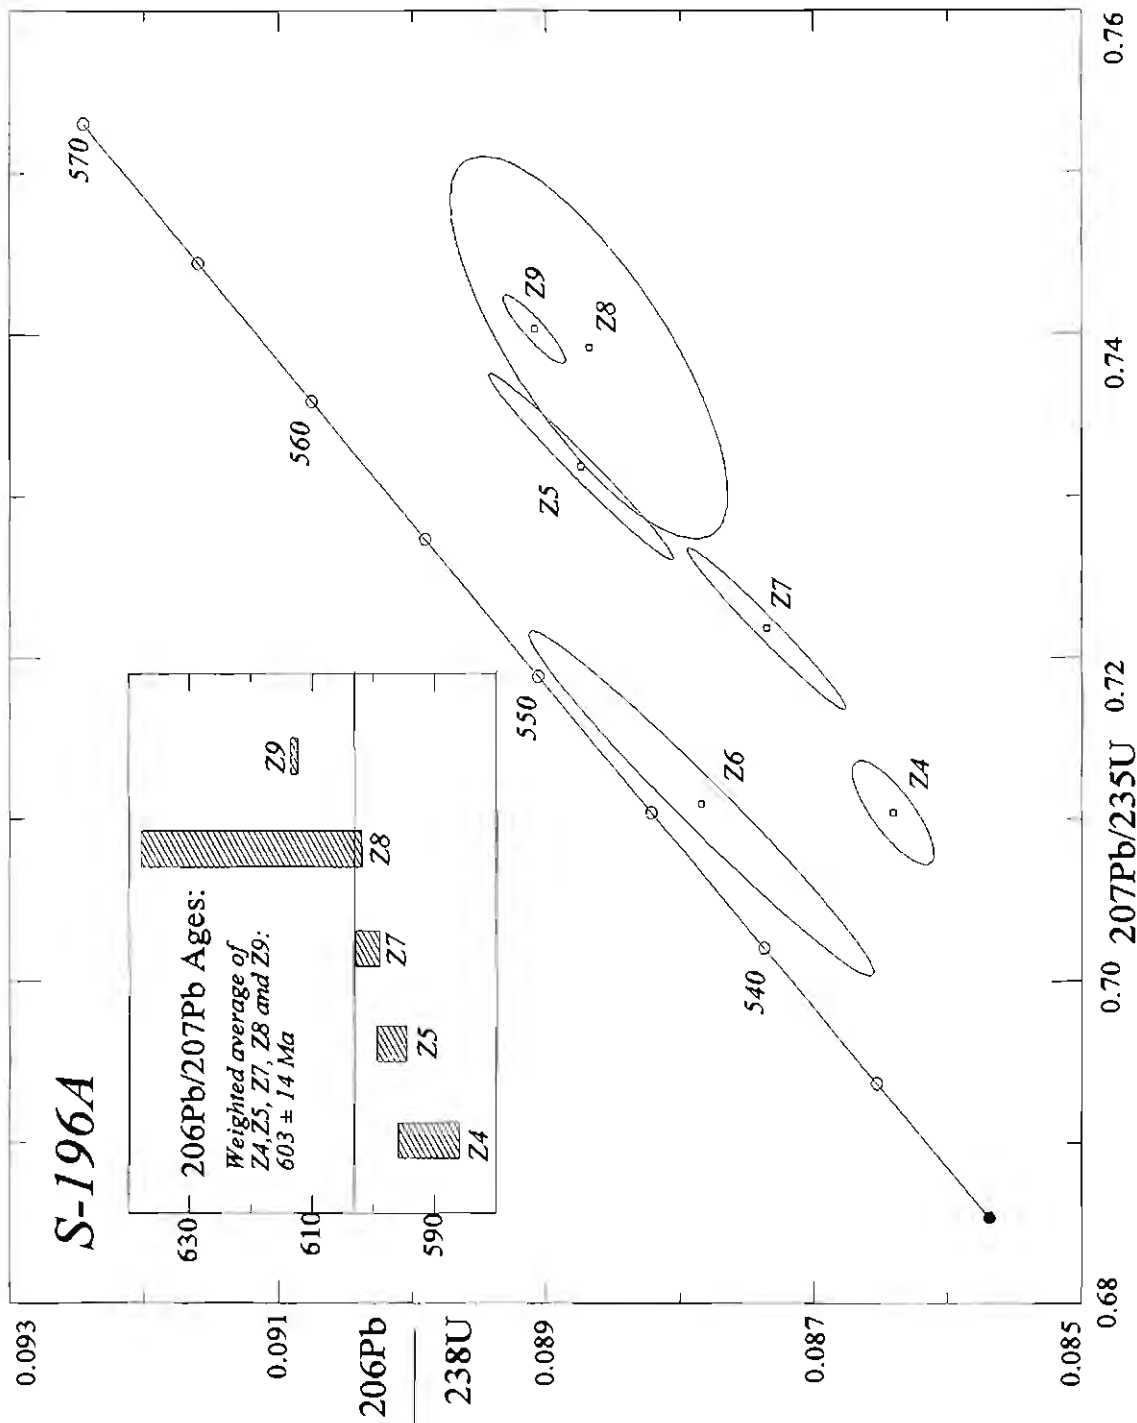 S-196A
206Pb/207Pb Ages:
Weighted average of
Z4,Z5, Z7, Z8 and Z9:
603 ± 14 Ma
630
610
590
Z4
Z5
Z7
Z8
Z9
0.093
0.091
206Pb
238U
0.089
0.087
0.085
570
560
550
540
Z9
Z8
Z5
Z7
Z6
Z4
0.68
0.70
0.72
0.74
0.76
207Pb/235U